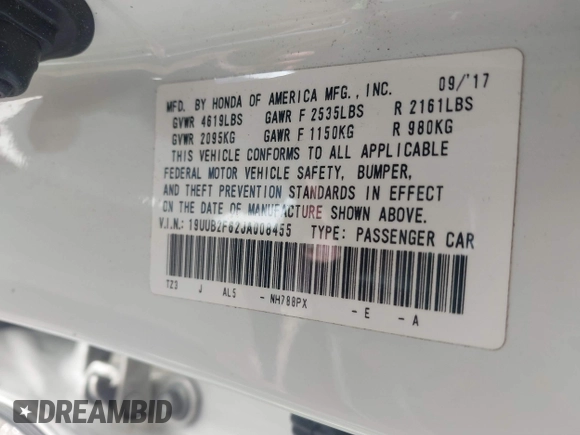 MFD. BY HONDA OF AMERICA MFG., INC. 09/'17
GVWR 4619LBS GAWR F 2535LBS R 2161LBS
GVWR 2095KG GAWR F 1150KG R 980KG
THIS VEHICLE CONFORMS TO ALL APPLICABLE
FEDERAL MOTOR VEHICLE SAFETY, BUMPER,
AND THEFT PREVENTION STANDARDS IN EFFECT
ON THE DATE OF MANUFACTURE SHOWN ABOVE.
V.I.N.: 19UUB2F62JA008455 TYPE: PASSENGER CAR
TZ3 J AL5 - NH788PX - E - A
DREAMBID